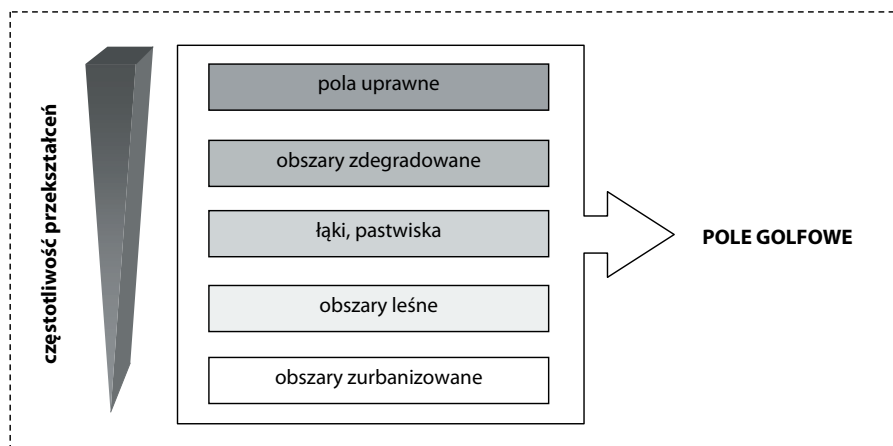 częstotliwość przekształceń
pola uprawne
obszary zdegradowane
łąki, pastwiska
obszary leśne
obszary zurbanizowane
POLE GOLFOWE